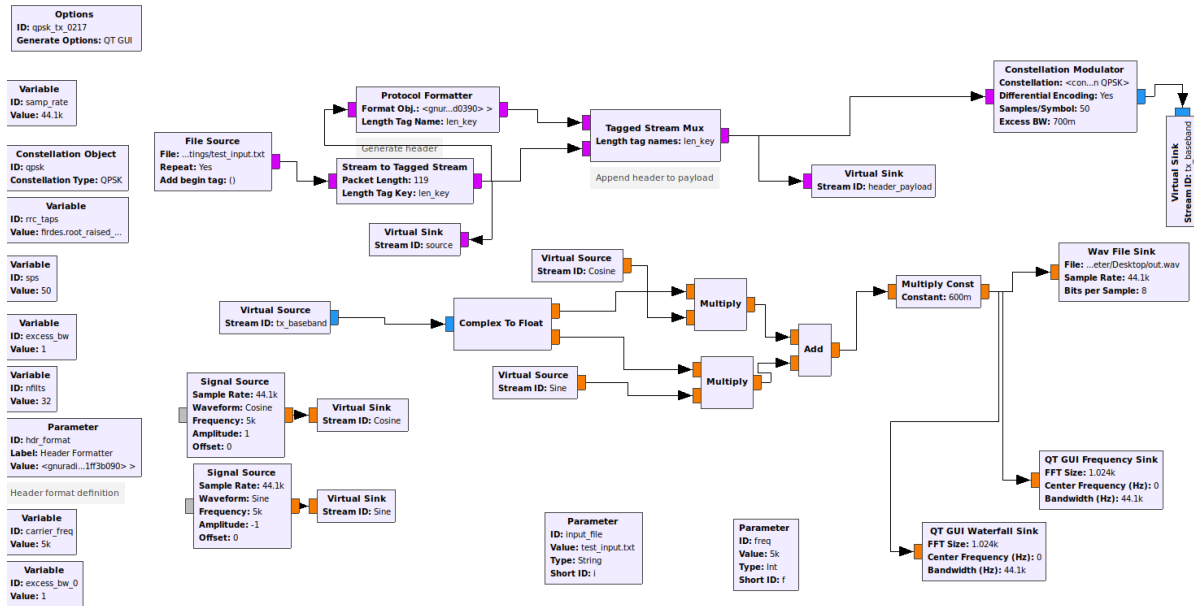 Options
ID: qpsk_tx_0217
Generate Options: QT GUI
Variable
ID: samp_rate
Value: 44.1k
Constellation Object
ID: qpsk
Constellation Type: QPSK
Variable
ID: rrc_taps
Value: firdes.root_raised_...
Variable
ID: sps
Value: 50
Variable
ID: excess_bw
Value: 1
Variable
ID: nfilts
Value: 32
Parameter
ID: hdr_format
Label: Header Formatter
Value: <gnuradi...1ff3b090> >
Header format definition
Variable
ID: carrier_freq
Value: 5k
Variable
ID: excess_bw_0
Value: 1
File Source
File: ...tings/test_input.txt
Repeat: Yes
Add begin tag: ()
Protocol Formatter
Format Obj.: <gnur...d0390> >
Length Tag Name: len_key
Generate header
Stream to Tagged Stream
Packet Length: 119
Length Tag Key: len_key
Virtual Sink
Stream ID: source
Tagged Stream Mux
Length tag names: len_key
Append header to payload
Virtual Sink
Stream ID: header_payload
Constellation Modulator
Constellation: <con...n QPSK>
Differential Encoding: Yes
Samples/Symbol: 50
Excess BW: 700m
Virtual Sink
Stream ID: tx_baseband
Virtual Source
Stream ID: tx_baseband
Complex To Float
Virtual Source
Stream ID: Cosine
Virtual Source
Stream ID: Sine
Multiply
Multiply
Add
Multiply Const
Constant: 600m
Wav File Sink
File: ...eter/Desktop/out.wav
Sample Rate: 44.1k
Bits per Sample: 8
Signal Source
Sample Rate: 44.1k
Waveform: Cosine
Frequency: 5k
Amplitude: 1
Offset: 0
Virtual Sink
Stream ID: Cosine
Signal Source
Sample Rate: 44.1k
Waveform: Sine
Frequency: 5k
Amplitude: -1
Offset: 0
Virtual Sink
Stream ID: Sine
Parameter
ID: input_file
Value: test_input.txt
Type: String
Short ID: i
Parameter
ID: freq
Value: 5k
Type: Int
Short ID: f
QT GUI Frequency Sink
FFT Size: 1.024k
Center Frequency (Hz): 0
Bandwidth (Hz): 44.1k
QT GUI Waterfall Sink
FFT Size: 1.024k
Center Frequency (Hz): 0
Bandwidth (Hz): 44.1k